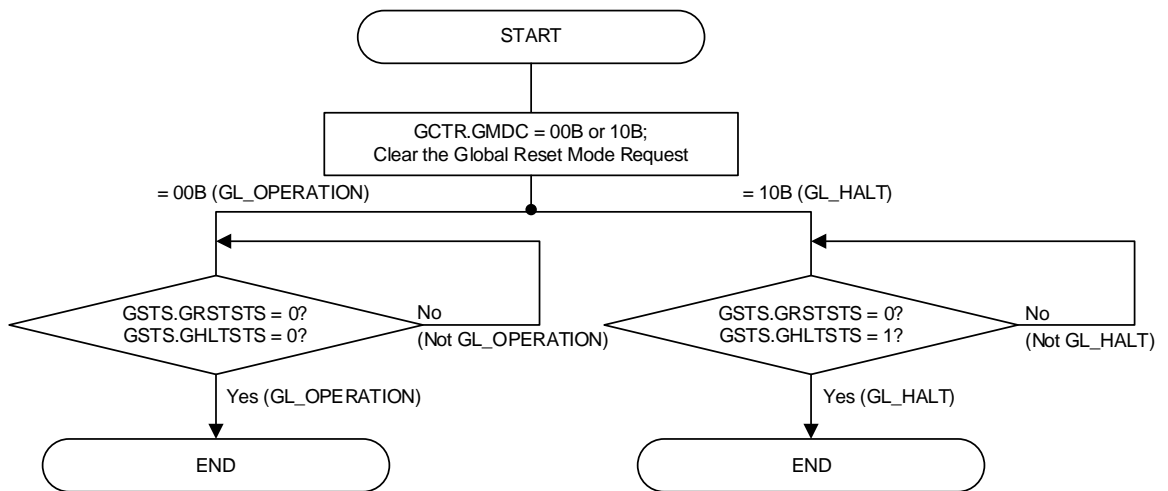 START
GCTR.GMDC = 00B or 10B;
Clear the Global Reset Mode Request
= 00B (GL_OPERATION)
= 10B (GL_HALT)
GSTS.GRSTSTS = 0?
GSTS.GHLTSTS = 0?
No
(Not GL_OPERATION)
GSTS.GRSTSTS = 0?
GSTS.GHLTSTS = 1?
No
(Not GL_HALT)
Yes (GL_OPERATION)
Yes (GL_HALT)
END
END